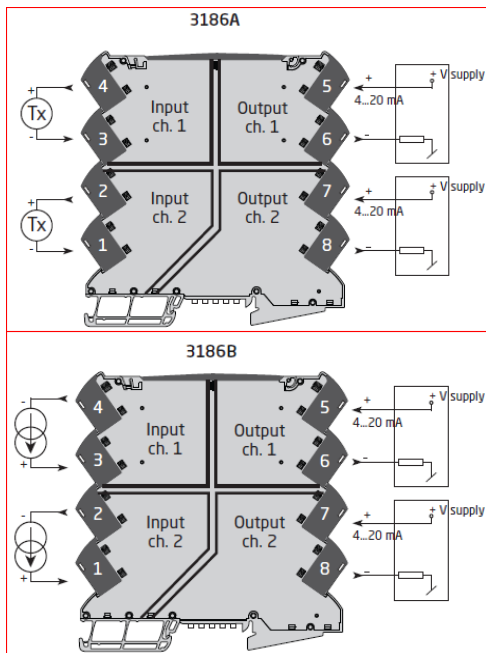 3186A
4
3
2
1
Input
ch. 1
Output
ch. 1
Input
ch. 2
Output
ch. 2
5
6
7
8
+
Tx
-
+
Tx
-
+
+ V supply
4...20 mA
-
+
+ V supply
4...20 mA
-
3186B
4
3
2
1
Input
ch. 1
Output
ch. 1
Input
ch. 2
Output
ch. 2
5
6
7
8
-
+
-
+
+
+ V supply
4...20 mA
-
+
+ V supply
4...20 mA
-